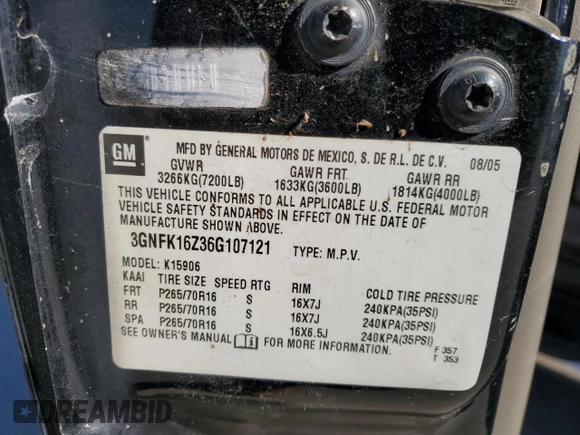 GM ®
MFD BY GENERAL MOTORS DE MEXICO, S. DE R.L. DE C.V. 08/05
GVWR GAWR FRT GAWR RR
3266KG(7200LB) 1633KG(3600LB) 1814KG(4000LB)
THIS VEHICLE CONFORMS TO ALL APPLICABLE U.S. FEDERAL MOTOR
VEHICLE SAFETY STANDARDS IN EFFECT ON THE DATE OF
MANUFACTURE SHOWN ABOVE.
3GNFK16Z36G107121 TYPE: M.P.V.
MODEL: K15906
KAAI TIRE SIZE SPEED RTG RIM COLD TIRE PRESSURE
FRT P265/70R16 S 16X7J 240KPA(35PSI)
RR P265/70R16 S 16X7J 240KPA(35PSI)
SPA P265/70R16 S 16X6.5J 240KPA(35PSI)
SEE OWNER'S MANUAL FOR MORE INFORMATION.
F 357
T 353
DREAMBID